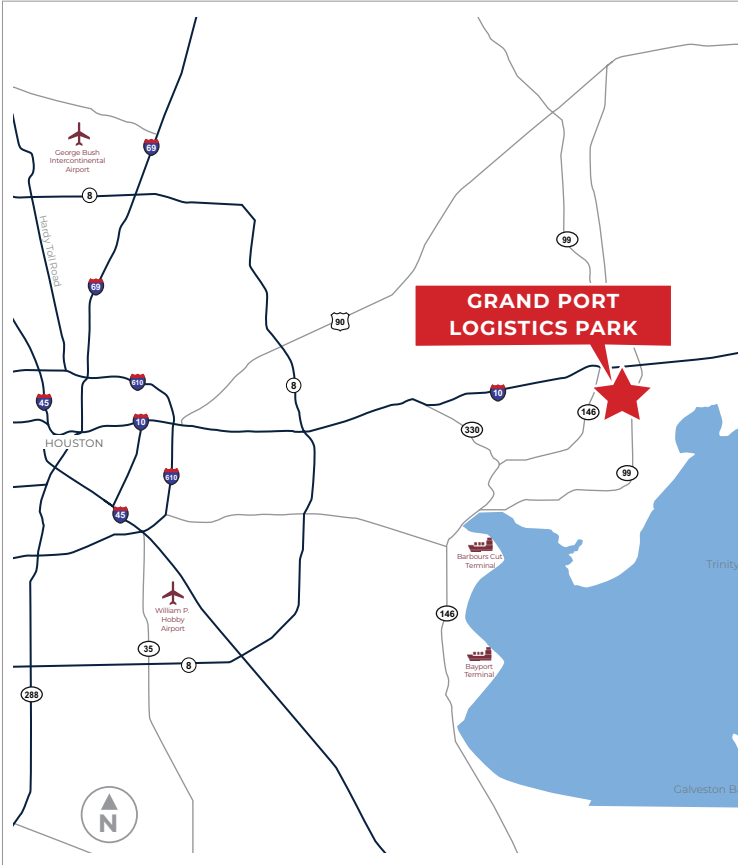 69
George Bush
Intercontinental
Airport
8
Hardy Toll Road
99
69
90
GRAND PORT
LOGISTICS PARK
610
8
10
45
146
10
330
HOUSTON
610
99
45
Barbours Cut
Terminal
Trinity
William P.
Hobby
Airport
146
35
8
Bayport
Terminal
288
Galveston B
N